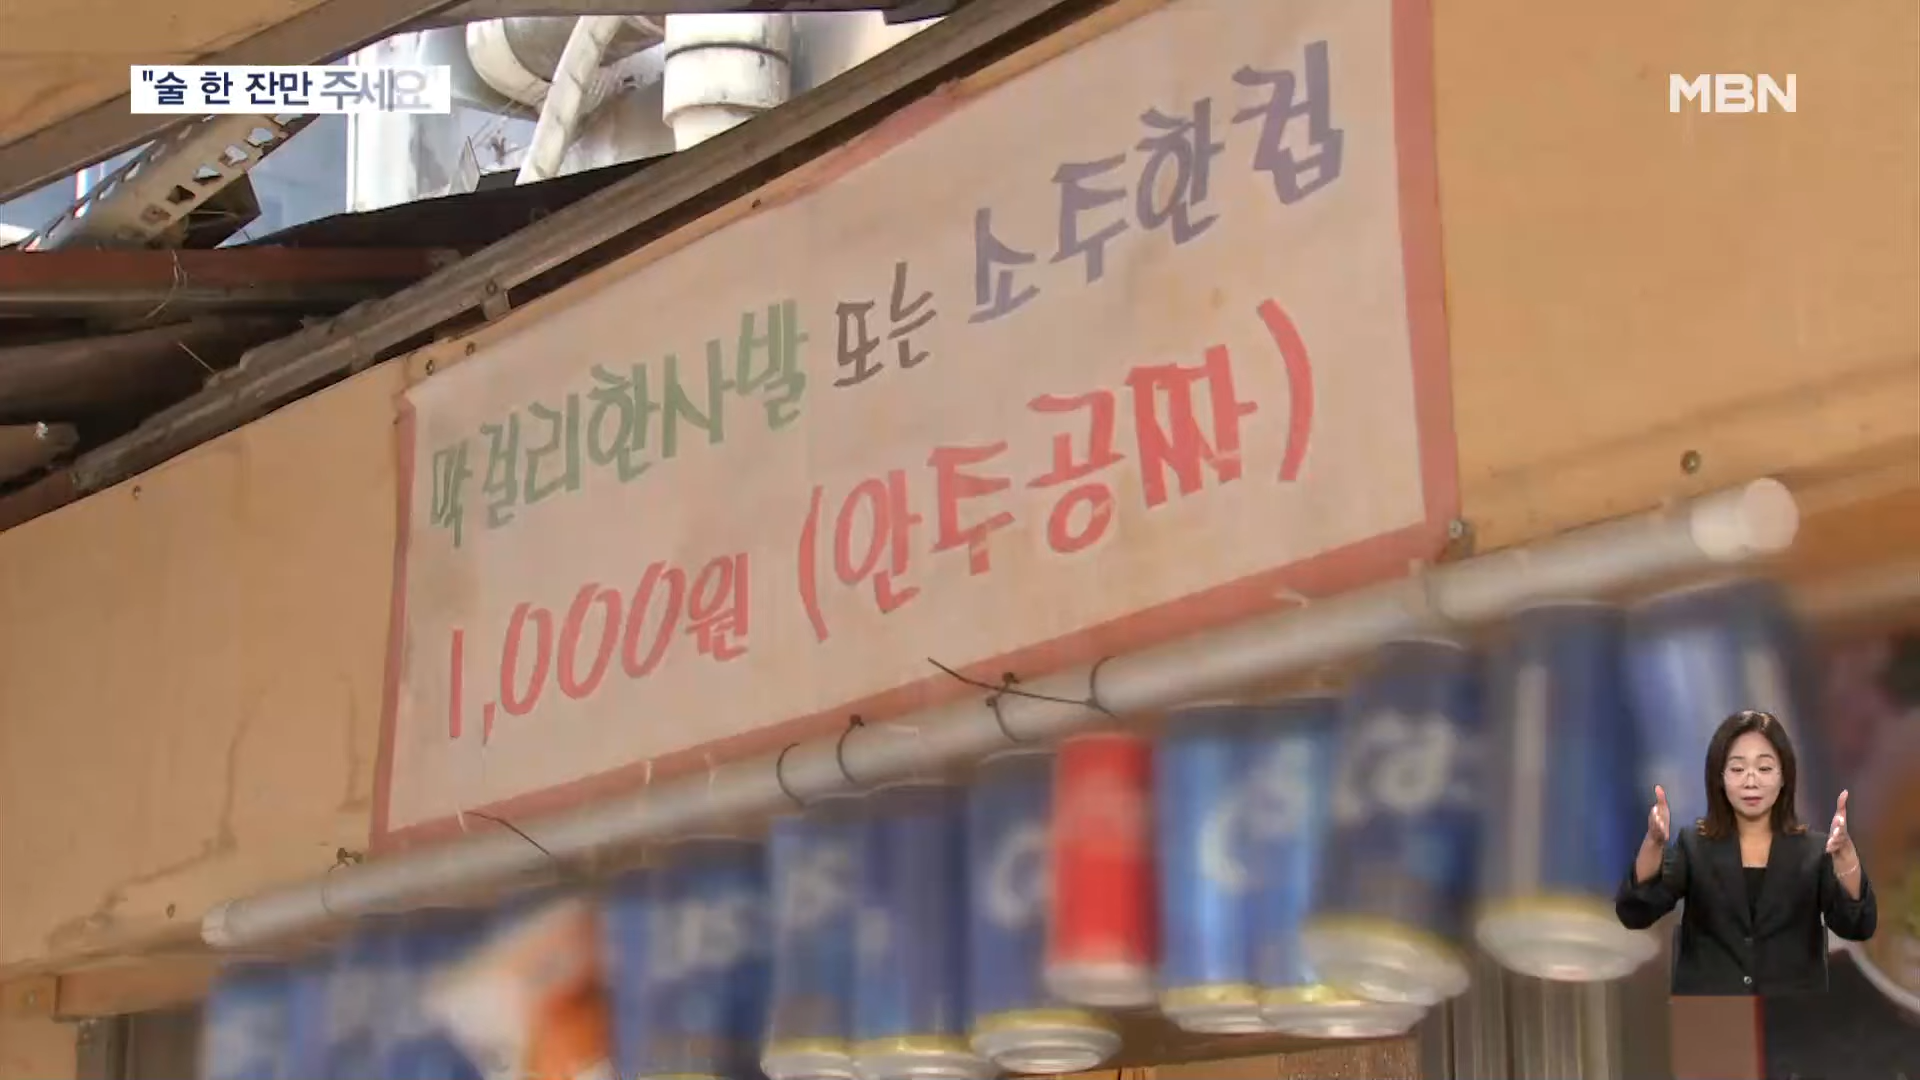 "술 한 잔만 주세요"
MBN
막걸리한사발 또는 소주한컵
1,000원 (안주공짜)
Cass